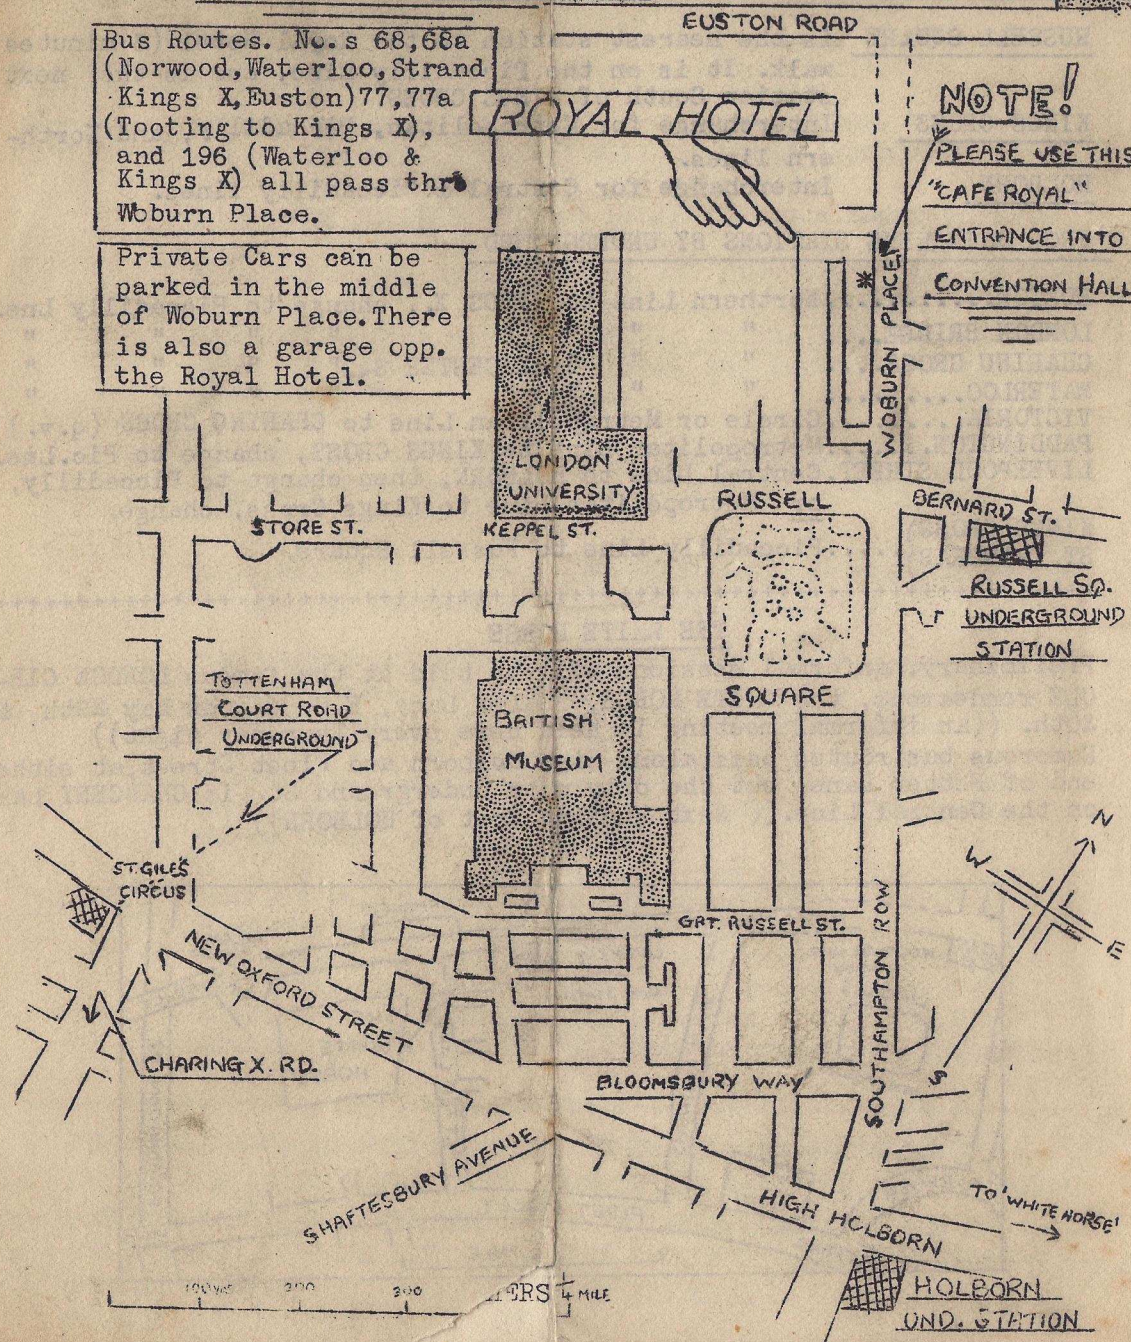 EUSTON ROAD
Bus Routes. No.s 68,68a
(Norwood,Waterloo,Strand
Kings X,Euston)77,77a
(Tooting to Kings X),
and 196 (Waterloo &
Kings X) all pass thro
Woburn Place.
ROYAL HOTEL
NOTE!
PLEASE USE THIS
"CAFE ROYAL"
ENTRANCE INTO
CONVENTION HALL
Private Cars can be
parked in the middle
of Woburn Place.There
is also a garage opp.
the Royal Hotel.
*
WOBURN PLACE
LONDON
UNIVERSITY
STORE ST.
KEPPEL ST.
RUSSELL
SQUARE
BERNARD ST.
RUSSELL SQ.
UNDERGROUND
STATION
TOTTENHAM
COURT ROAD
UNDERGROUND
BRITISH
MUSEUM
ST. GILES
CIRCUS
GRT. RUSSELL ST.
SOUTHAMPTON ROW
N
W
E
S
NEW OXFORD STREET
CHARING X. RD.
BLOOMSBURY WAY
SHAFTESBURY AVENUE
HIGH HOLBORN
TO 'WHITE HORSE'
HOLBORN
UND. STATION
100 YDS 200 300 1/4 MILE